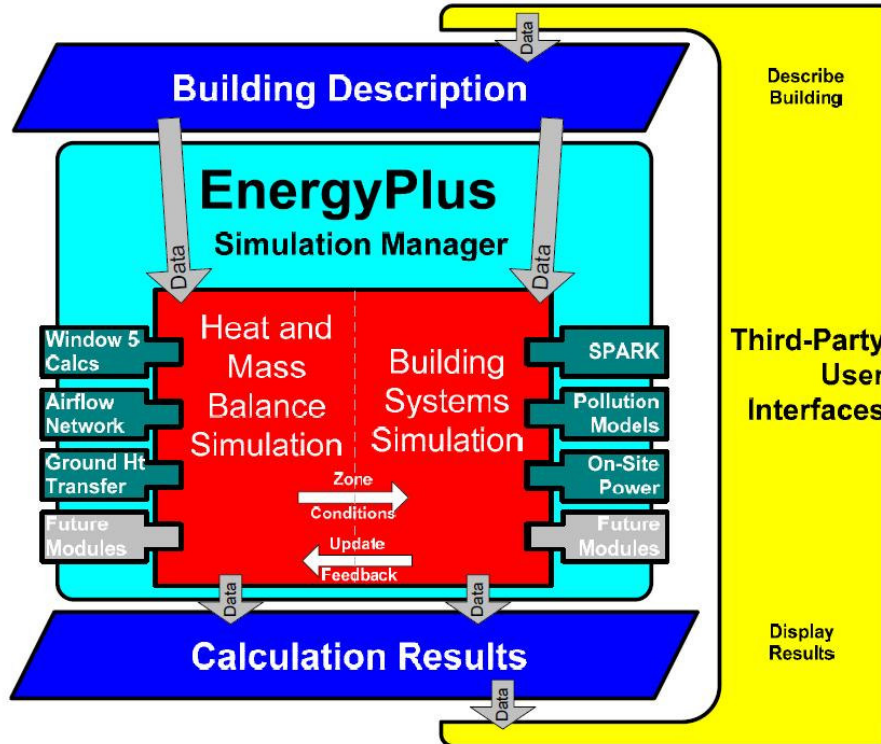 Data
Building Description
Describe
Building
EnergyPlus
Simulation Manager
Data
Data
Window 5
Calcs
Airflow
Network
Ground Ht
Transfer
Future
Modules
Heat and
Mass
Balance
Simulation
Building
Systems
Simulation
Zone
Conditions
Update
Feedback
SPARK
Pollution
Models
On-Site
Power
Future
Modules
Third-Party
User
Interfaces
Data
Data
Calculation Results
Display
Results
Data